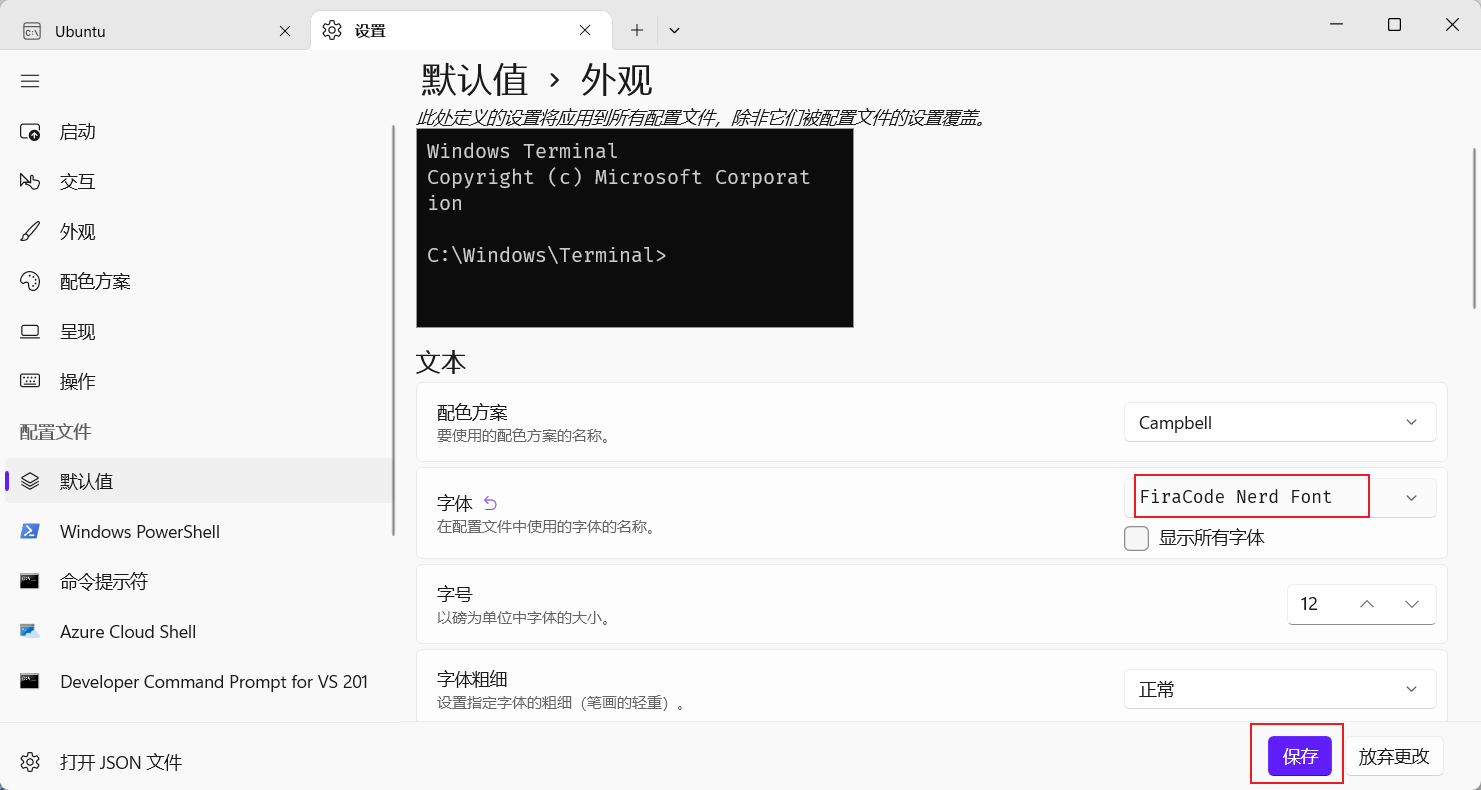 Ubuntu
设置
启动
交互
外观
配色方案
呈现
操作
配置文件
默认值
Windows PowerShell
命令提示符
Azure Cloud Shell
Developer Command Prompt for VS 201
打开 JSON 文件
默认值 › 外观
此处定义的设置将应用到所有配置文件，除非它们被配置文件的设置覆盖。
Windows Terminal
Copyright (c) Microsoft Corporat
ion
C:\Windows\Terminal>
文本
配色方案
要使用的配色方案的名称。
Campbell
字体
在配置文件中使用的字体的名称。
FiraCode Nerd Font
显示所有字体
字号
以磅为单位中字体的大小。
12
字体粗细
设置指定字体的粗细（笔画的轻重）。
正常
保存
放弃更改